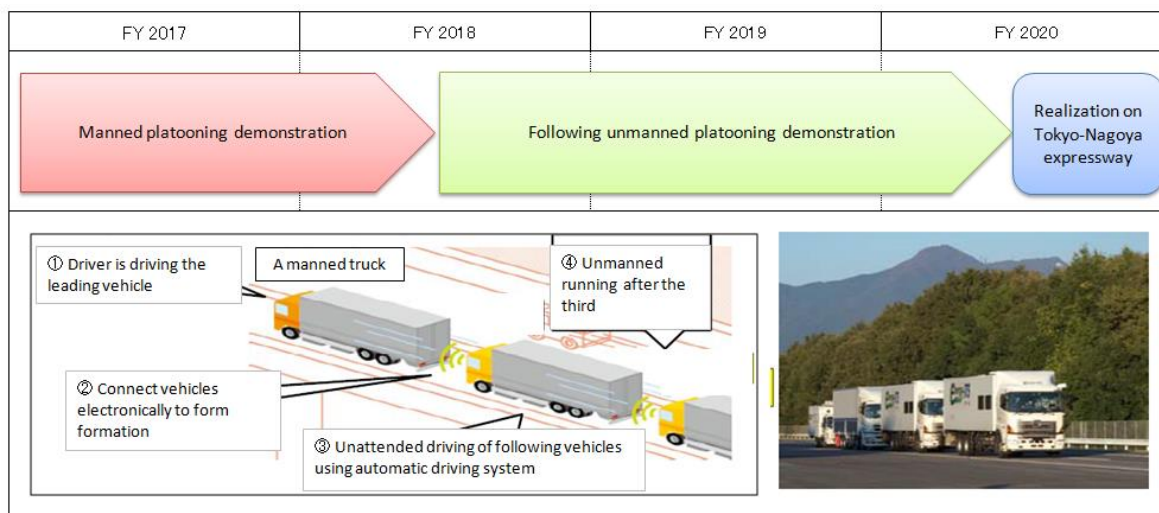 FY 2017
FY 2018
FY 2019
FY 2020
Manned platooning demonstration
Following unmanned platooning demonstration
Realization on
Tokyo-Nagoya
expressway
① Driver is driving the
leading vehicle
A manned truck
④ Unmanned
running after the
third
② Connect vehicles
electronically to form
formation
③ Unattended driving of following vehicles
using automatic driving system